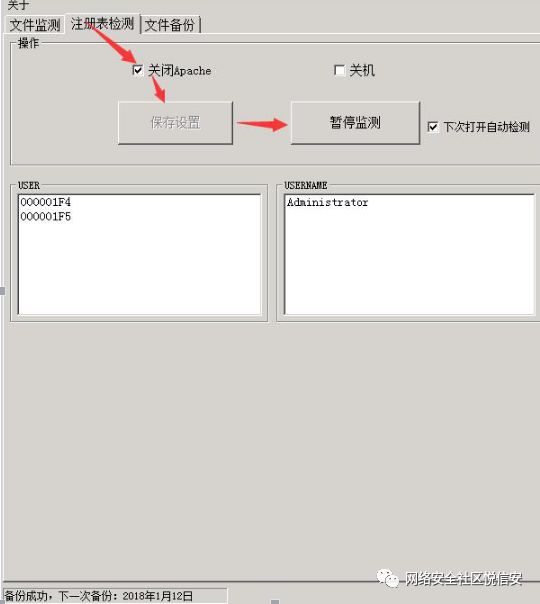 关于
文件监测 注册表检测 文件备份
操作
关闭Apache 关机
保存设置 暂停监测 下次打开自动检测
USER USERNAME
000001F4 Administrator
000001F5
网络安全社区悦信安
备份成功，下一次备份：2018年1月12日